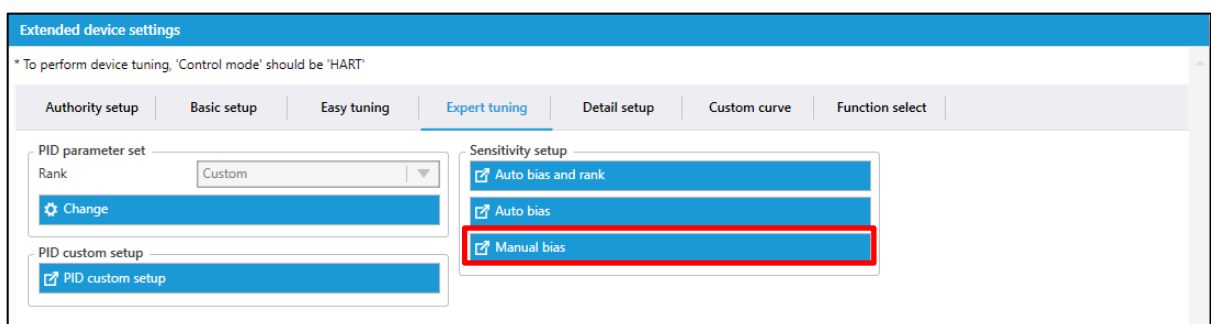 Extended device settings
* To perform device tuning, 'Control mode' should be 'HART'
Authority setup Basic setup Easy tuning Expert tuning Detail setup Custom curve Function select
PID parameter set
Rank Custom
Change
PID custom setup
PID custom setup
Sensitivity setup
Auto bias and rank
Auto bias
Manual bias